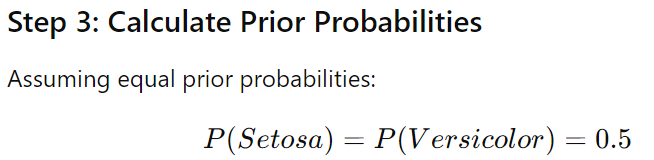 Step 3: Calculate Prior Probabilities
Assuming equal prior probabilities:
P(Setosa) = P(Versicolor) = 0.5